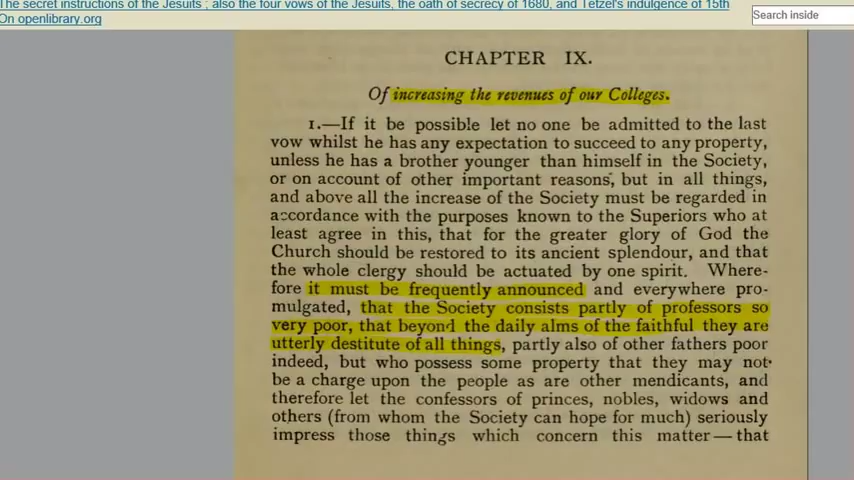 The secret instructions of the Jesuits ; also the four vows of the Jesuits, the oath of secrecy of 1680, and Tetzel's indulgence of 15th
On openlibrary.org
Search inside
CHAPTER IX.
Of increasing the revenues of our Colleges.
1.—If it be possible let no one be admitted to the last
vow whilst he has any expectation to succeed to any property,
unless he has a brother younger than himself in the Society,
or on account of other important reasons, but in all things,
and above all the increase of the Society must be regarded in
accordance with the purposes known to the Superiors who at
least agree in this, that for the greater glory of God the
Church should be restored to its ancient splendour, and that
the whole clergy should be actuated by one spirit. Where-
fore it must be frequently announced and everywhere pro-
mulgated, that the Society consists partly of professors so
very poor, that beyond the daily alms of the faithful they are
utterly destitute of all things, partly also of other fathers poor
indeed, but who possess some property that they may not
be a charge upon the people as are other mendicants, and
therefore let the confessors of princes, nobles, widows and
others (from whom the Society can hope for much) seriously
impress those things which concern this matter — that